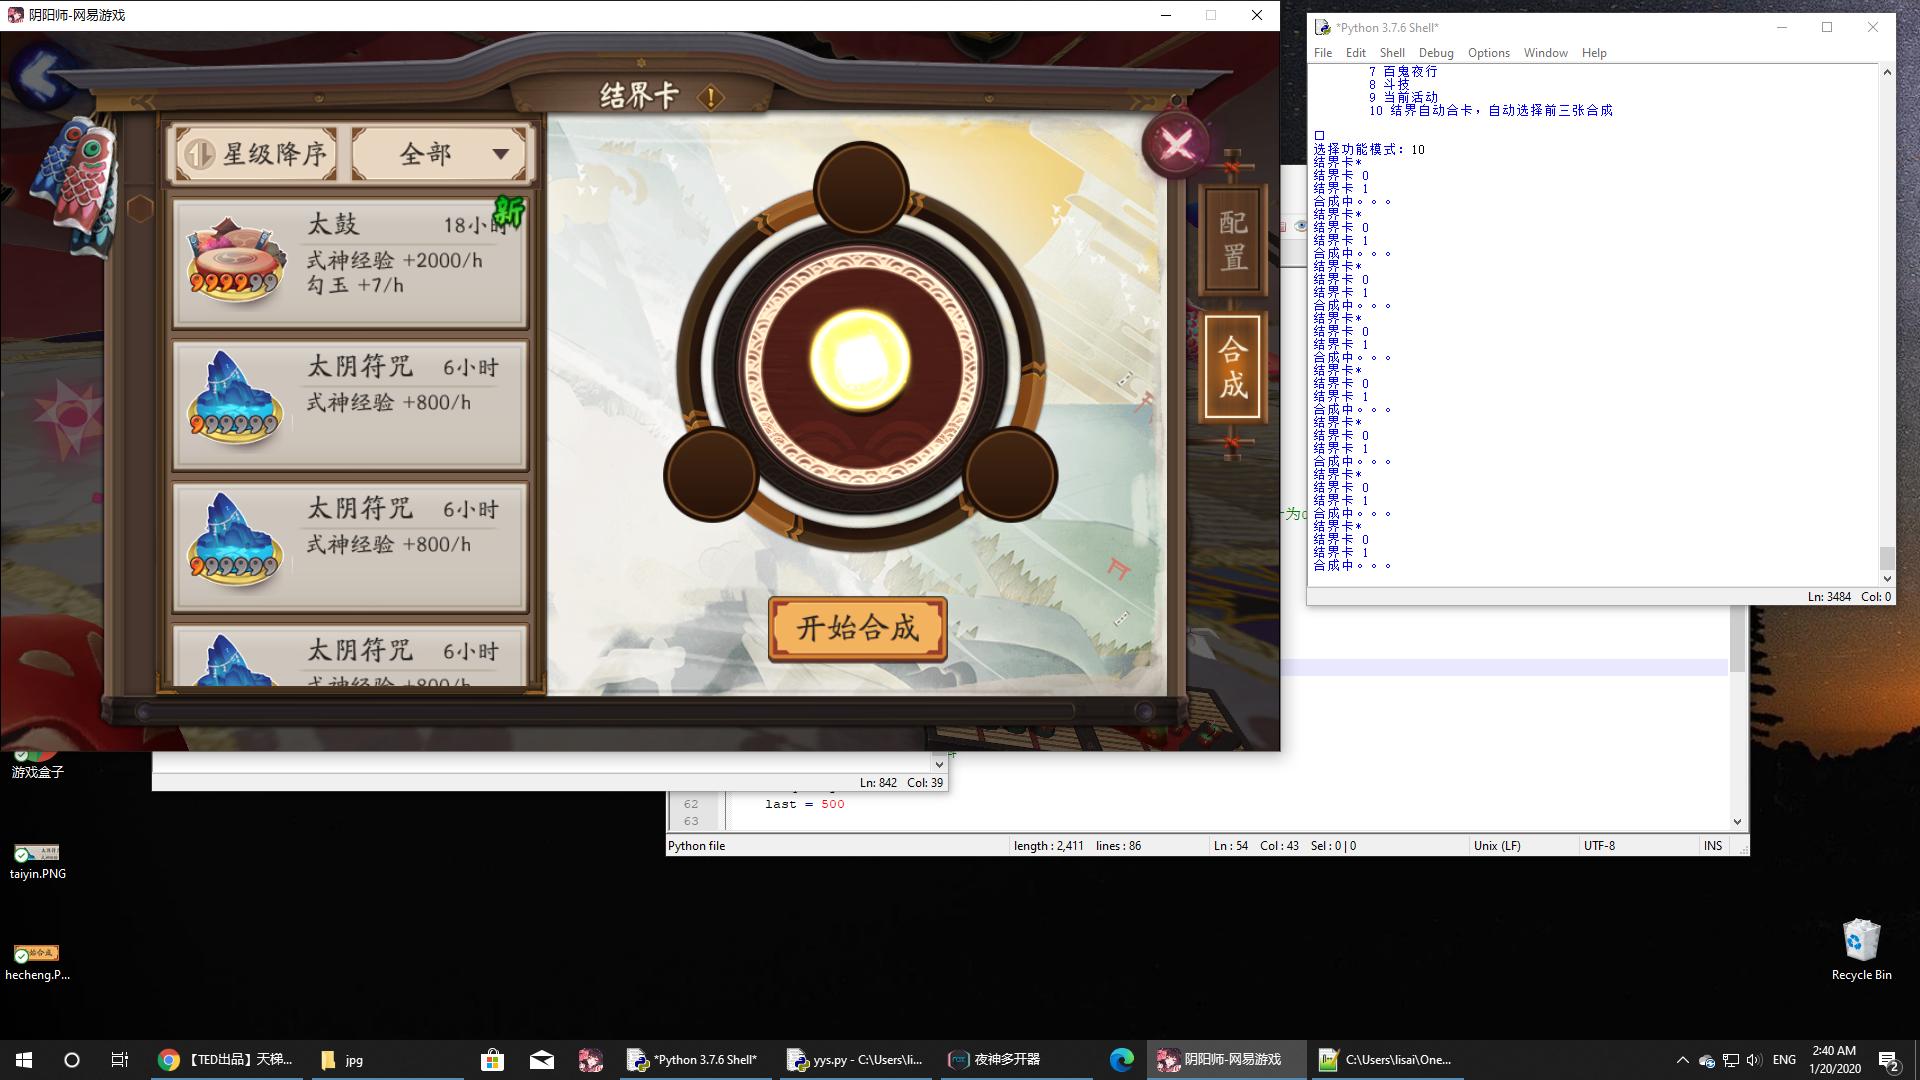 阴阳师-网易游戏
结界卡
星级降序
全部
新
太鼓 18小时
式神经验 +2000/h
勾玉 +7/h
太阴符咒 6小时
式神经验 +800/h
太阴符咒 6小时
式神经验 +800/h
太阴符咒 6小时
式神经验 +800/h
开始合成
配置
合成
*Python 3.7.6 Shell*
File Edit Shell Debug Options Window Help
7 百鬼夜行
8 斗技
9 当前活动
10 结界自动合卡，自动选择前三张合成
选择功能模式：10
结界卡*
结界卡 0
结界卡 1
合成中。。。
结界卡*
结界卡 0
结界卡 1
合成中。。。
结界卡*
结界卡 0
结界卡 1
合成中。。。
结界卡*
结界卡 0
结界卡 1
合成中。。。
结界卡*
结界卡 0
结界卡 1
合成中。。。
结界卡*
结界卡 0
结界卡 1
合成中。。。
结界卡*
结界卡 0
结界卡 1
合成中。。。
结界卡*
结界卡 0
结界卡 1
合成中。。。
Ln: 3484 Col: 0
Ln: 842 Col: 39
62 last = 500
63
Python file length : 2,411 lines : 86 Ln : 54 Col : 43 Sel : 0 | 0 Unix (LF) UTF-8 INS
游戏盒子
taiyin.PNG
hecheng.P...
Recycle Bin
【TED出品】天梯...
jpg
*Python 3.7.6 Shell*
yys.py - C:\Users\li...
夜神多开器
阴阳师-网易游戏
C:\Users\lisai\One...
ENG
2:40 AM
1/20/2020
2